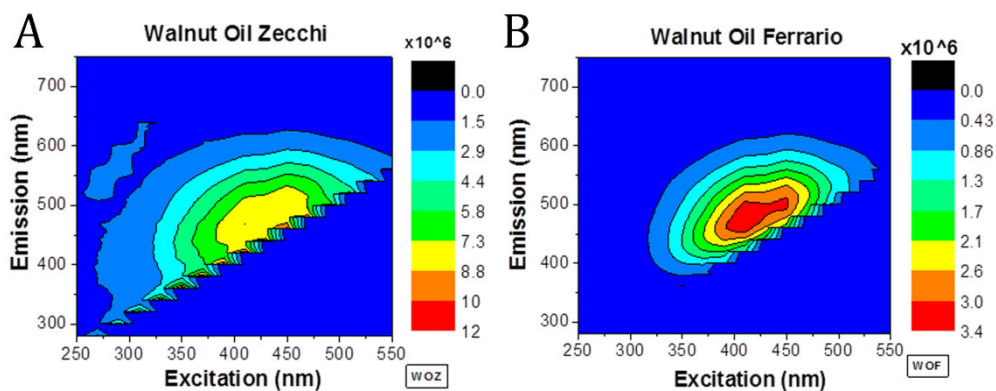 A
Walnut Oil Zecchi
x10^6
700
600
500
400
300
Emission (nm)
250 300 350 400 450 500 550
Excitation (nm)
0.0
1.5
2.9
4.4
5.8
7.3
8.8
10
12
WOZ
B
Walnut Oil Ferrario
x10^6
700
600
500
400
300
Emission (nm)
250 300 350 400 450 500 550
Excitation (nm)
0.0
0.43
0.86
1.3
1.7
2.1
2.6
3.0
3.4
WOF